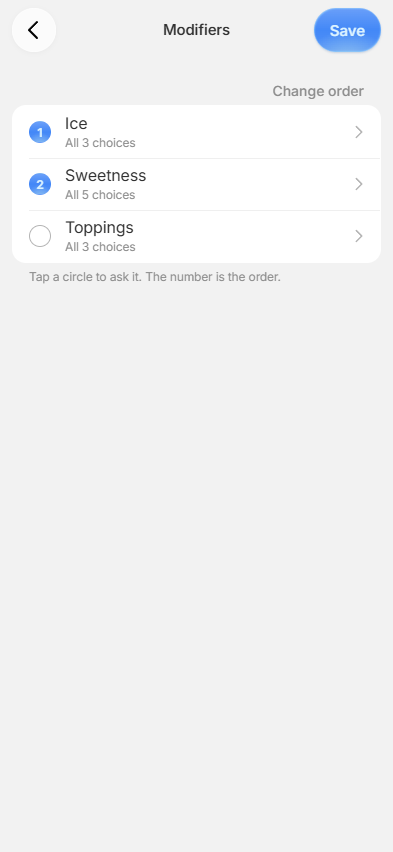 Modifiers
Save
Change order
1
Ice
All 3 choices
2
Sweetness
All 5 choices
Toppings
All 3 choices
Tap a circle to ask it. The number is the order.